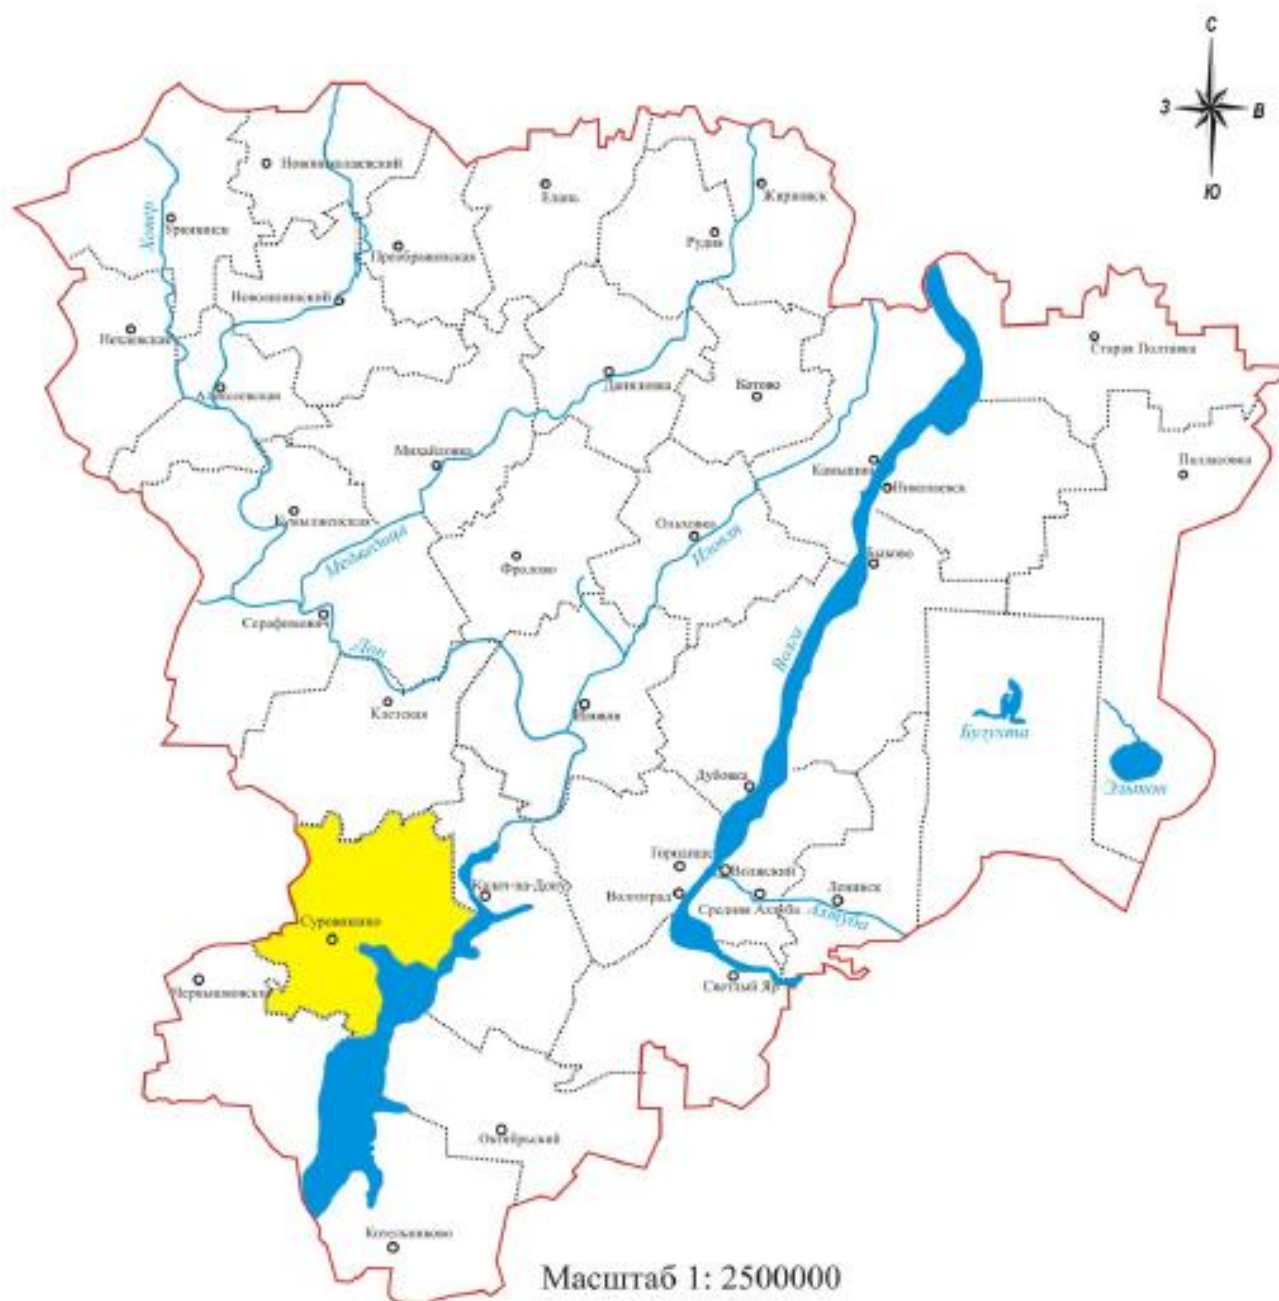 С
З
В
Ю
Новониколаевский
Елань
Жирновск
Хопер
Урюпинск
Рудня
Преображенская
Новоаннинский
Нехаевская
Старая Полтавка
Даниловка
Котово
Алексеевская
Михайловка
Камышин
Палласовка
Николаевск
Кумылженская
Ольховка
Иловля
Медведица
Фролово
Быково
Серафимович
Дон
Волга
Клетская
Иловля
Булухта
Дубовка
Эльтон
Городище
Волжский
Калач-на-Дону
Волгоград
Средняя Ахтуба
Ленинск
Ахтуба
Суровикино
Светлый Яр
Чернышковский
Октябрьский
Котельниково
Масштаб 1: 2500000